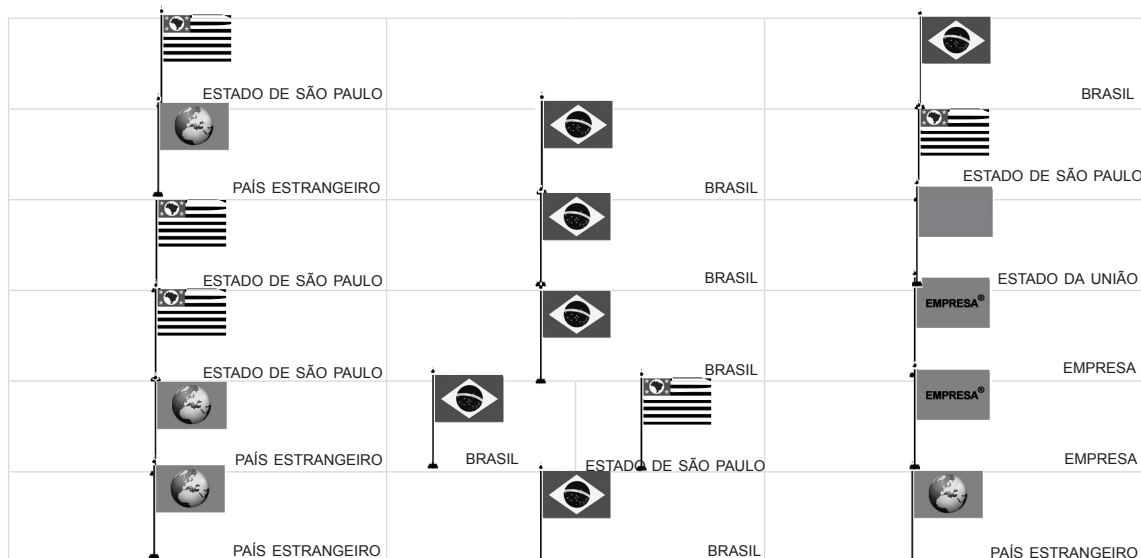 ESTADO DE SÃO PAULO
BRASIL
PAÍS ESTRANGEIRO
BRASIL
ESTADO DE SÃO PAULO
ESTADO DE SÃO PAULO
BRASIL
ESTADO DA UNIÃO
EMPRESA®
ESTADO DE SÃO PAULO
BRASIL
EMPRESA
EMPRESA®
PAÍS ESTRANGEIRO
BRASIL
ESTADO DE SÃO PAULO
EMPRESA
PAÍS ESTRANGEIRO
BRASIL
PAÍS ESTRANGEIRO